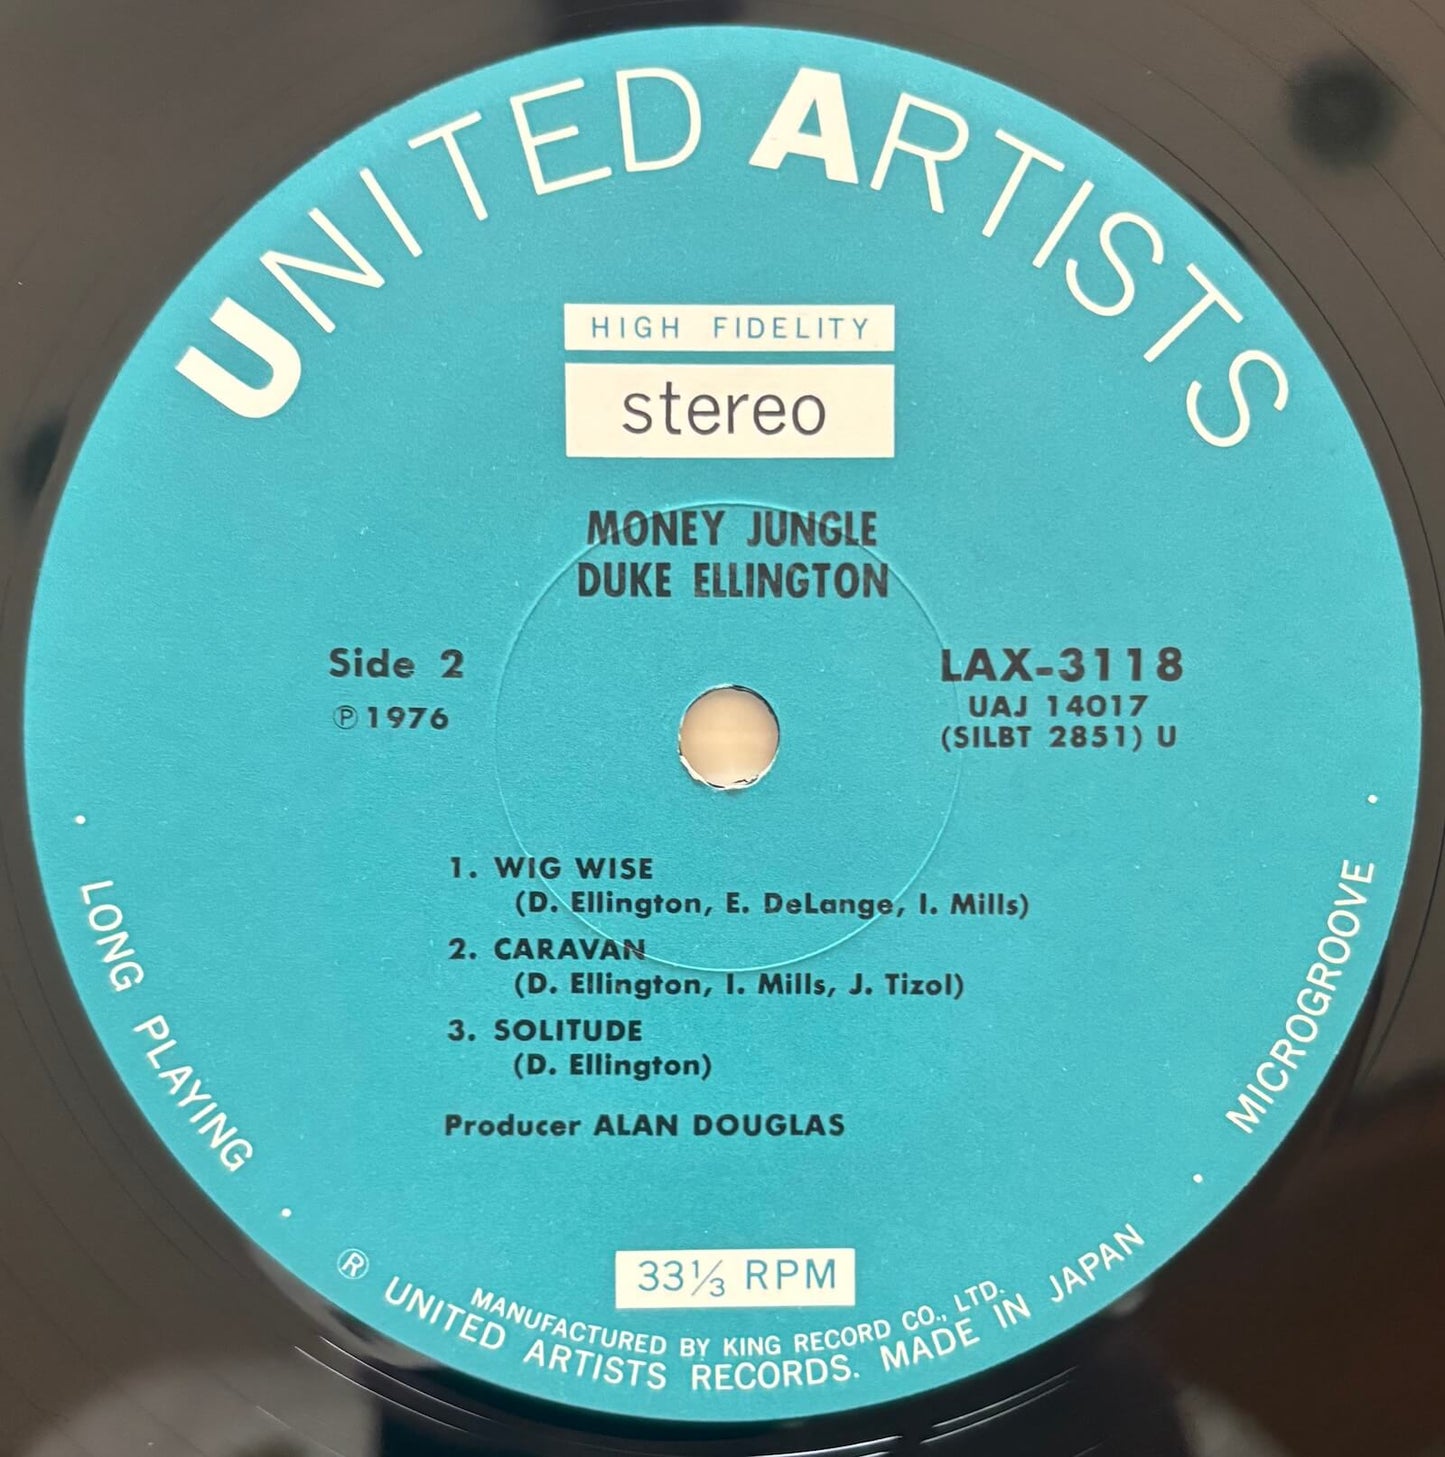 UNITED ARTISTS
HIGH FIDELITY
stereo
MONEY JUNGLE
DUKE ELLINGTON
Side 2
Ⓟ1976
LAX-3118
UAJ 14017
(SILBT 2851) U
1. WIG WISE
(D. Ellington, E. DeLange, I. Mills)
2. CARAVAN
(D. Ellington, I. Mills, J. Tizol)
3. SOLITUDE
(D. Ellington)
Producer ALAN DOUGLAS
33⅓ RPM
· LONG PLAYING ·
MANUFACTURED BY KING RECORD CO., LTD.
® UNITED ARTISTS RECORDS. MADE IN JAPAN
· MICROGROOVE ·